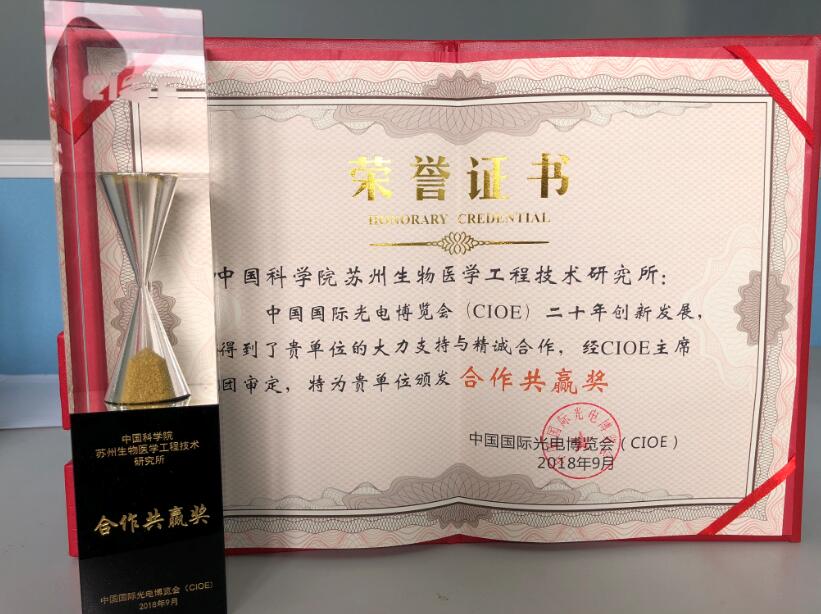 荣誉证书
HONORARY CREDENTIAL
中国科学院苏州生物医学工程技术研究所：
中国国际光电博览会（CIOE）二十年创新发展，
得到了贵单位的大力支持与精诚合作，经CIOE主席
团审定，特为贵单位颁发 合作共赢奖
中国国际光电博览会（CIOE）
2018年9月
中国科学院
苏州生物医学工程技术
研究所
合作共赢奖
中国国际光电博览会（CIOE）
2018年9月